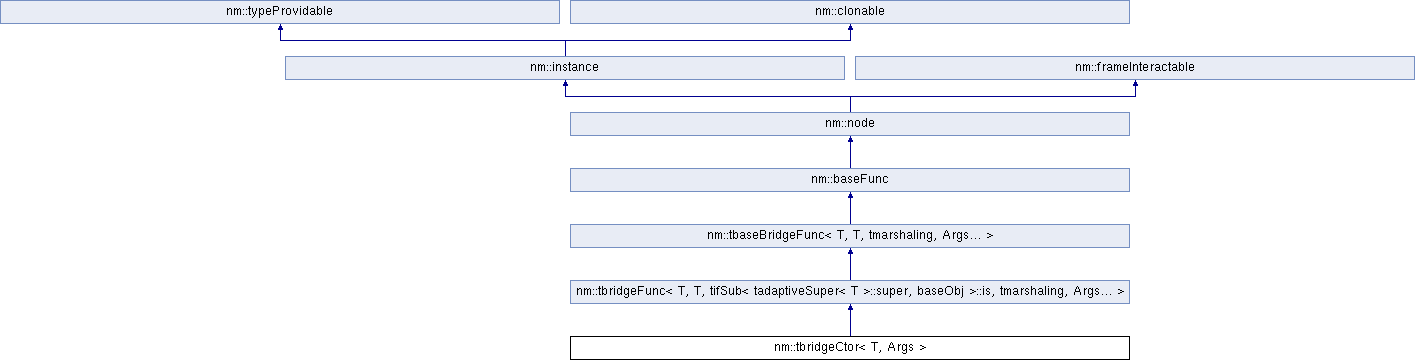 nm::typeProvidable
nm::clonable
nm::instance
nm::frameInteractable
nm::node
nm::baseFunc
nm::tbaseBridgeFunc< T, T, tmarshaling, Args... >
nm::tbridgeFunc< T, T, tifSub< tadaptiveSuper< T >::super, baseObj >::is, tmarshaling, Args... >
nm::tbridgeCtor< T, Args >